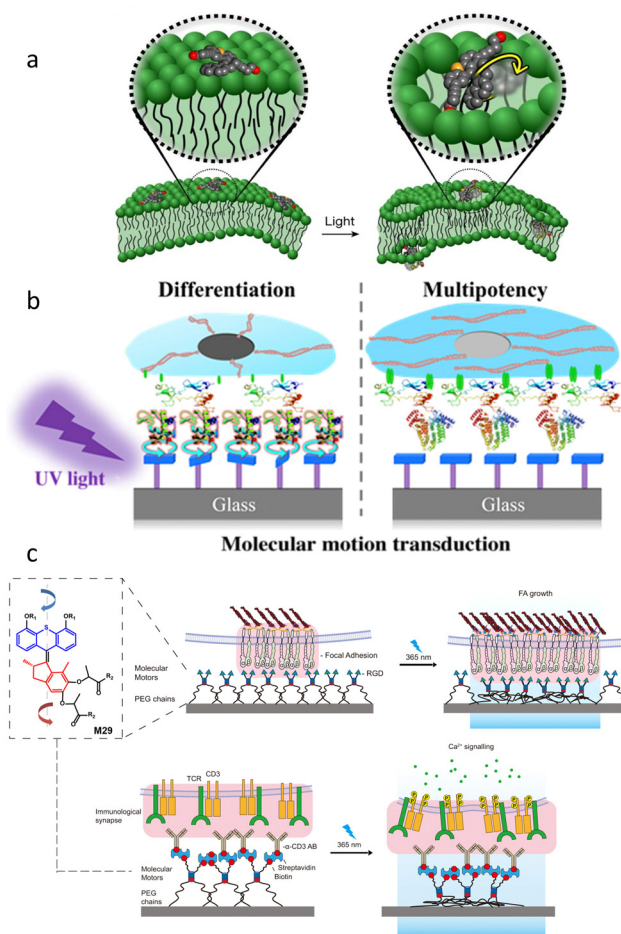 a
Light
b
Differentiation
Multipotency
UV light
Glass
Glass
Molecular motion transduction
c
OR₁
S
OR₁
O
R₂
O
O
R₂
O
M29
Molecular
Motors
PEG chains
Focal Adhesion
RGD
365 nm
FA growth
Immunological
synapse
TCR
CD3
-α-CD3 AB
Streptavidin
Biotin
Molecular
Motors
PEG chains
365 nm
Ca²⁺ signalling
P
P
P
P
P
P
P
P